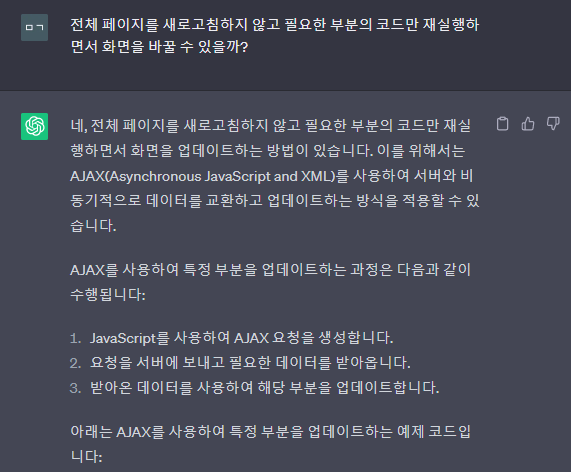 ㅁㄱ
전체 페이지를 새로고침하지 않고 필요한 부분의 코드만 재실행하
면서 화면을 바꿀 수 있을까?
네, 전체 페이지를 새로고침하지 않고 필요한 부분의 코드만 재실
행하면서 화면을 업데이트하는 방법이 있습니다. 이를 위해서는
AJAX(Asynchronous JavaScript and XML)를 사용하여 서버와 비
동기적으로 데이터를 교환하고 업데이트하는 방식을 적용할 수 있
습니다.
AJAX를 사용하여 특정 부분을 업데이트하는 과정은 다음과 같이
수행됩니다:
1. JavaScript를 사용하여 AJAX 요청을 생성합니다.
2. 요청을 서버에 보내고 필요한 데이터를 받아옵니다.
3. 받아온 데이터를 사용하여 해당 부분을 업데이트합니다.
아래는 AJAX를 사용하여 특정 부분을 업데이트하는 예제 코드입
니다: